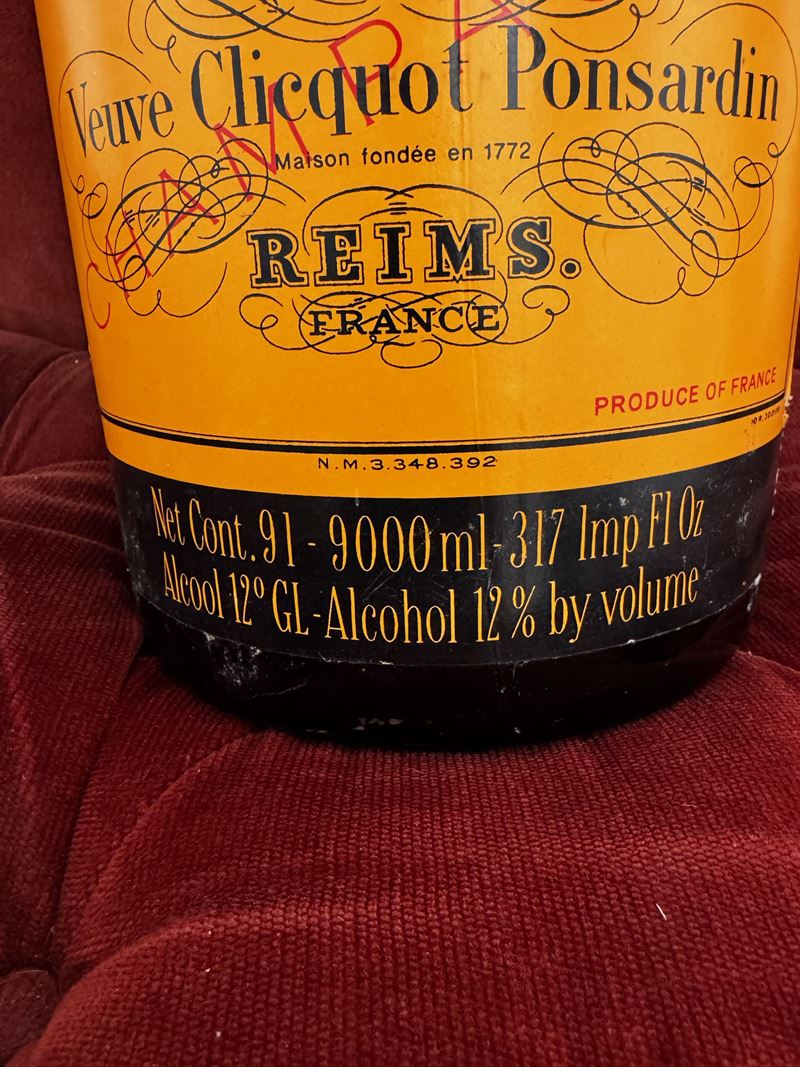 CHAMPA
Veuve Clicquot Ponsardin
Maison fondée en 1772
REIMS.
FRANCE
PRODUCE OF FRANCE
N.M.3.348.392
Net Cont. 9l - 9000 ml - 317 Imp Fl Oz
Alcool 12° GL - Alcohol 12% by volume